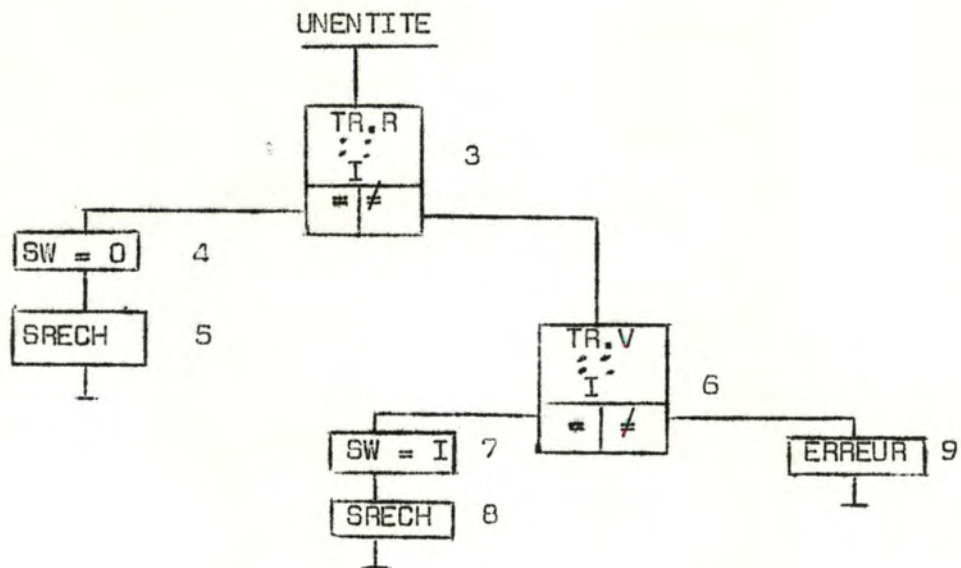 UNENTITE
TR.R
::
I
= ≠
3
SW = 0
4
SRECH
5
TR.V
::
I
= ≠
6
SW = I
7
SRECH
8
ERREUR
9